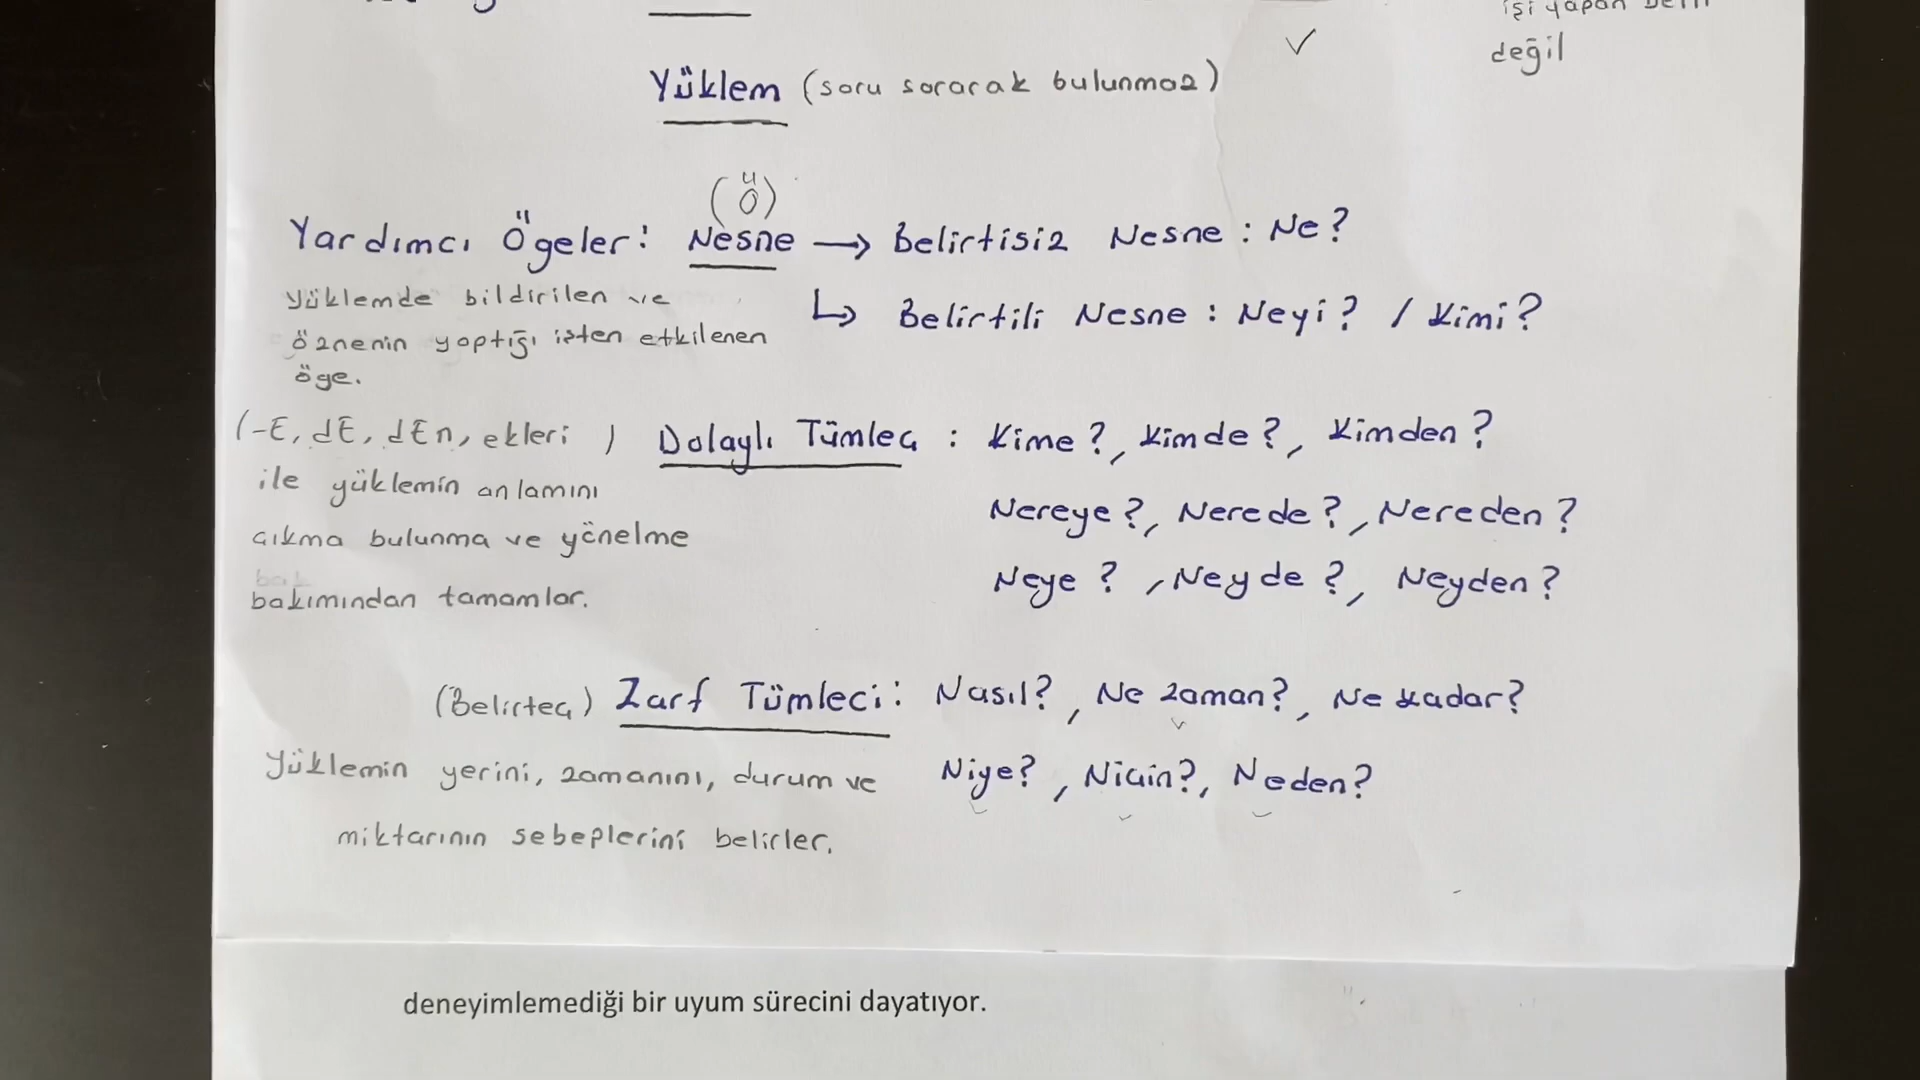 işi yapan
değil
Yüklem (soru sorarak bulunmaz)
(Ö)
Yardımcı Ögeler: Nesne → Belirtisiz Nesne : Ne?
Yüklemde bildirilen ve
↳ Belirtili Nesne : Neyi? / Kimi?
öznenin yaptığı işten etkilenen
öge.
(-E, dE, dEn, ekleri ) Dolaylı Tümleç : Kime?, Kimde?, Kimden?
ile yüklemin anlamını
Nereye?, Nerede?, Nereden?
çıkma bulunma ve yönelme
Neye ? , Neyde ?, Neyden?
bak
bakımından tamamlar.
(Belirteç) Zarf Tümleci: Nasıl?, Ne zaman?, Ne kadar?
Yüklemin yerini, zamanını, durum ve Niye?, Niçin?, Neden?
miktarının sebeplerini belirler.
deneyimlemediği bir uyum sürecini dayatıyor.